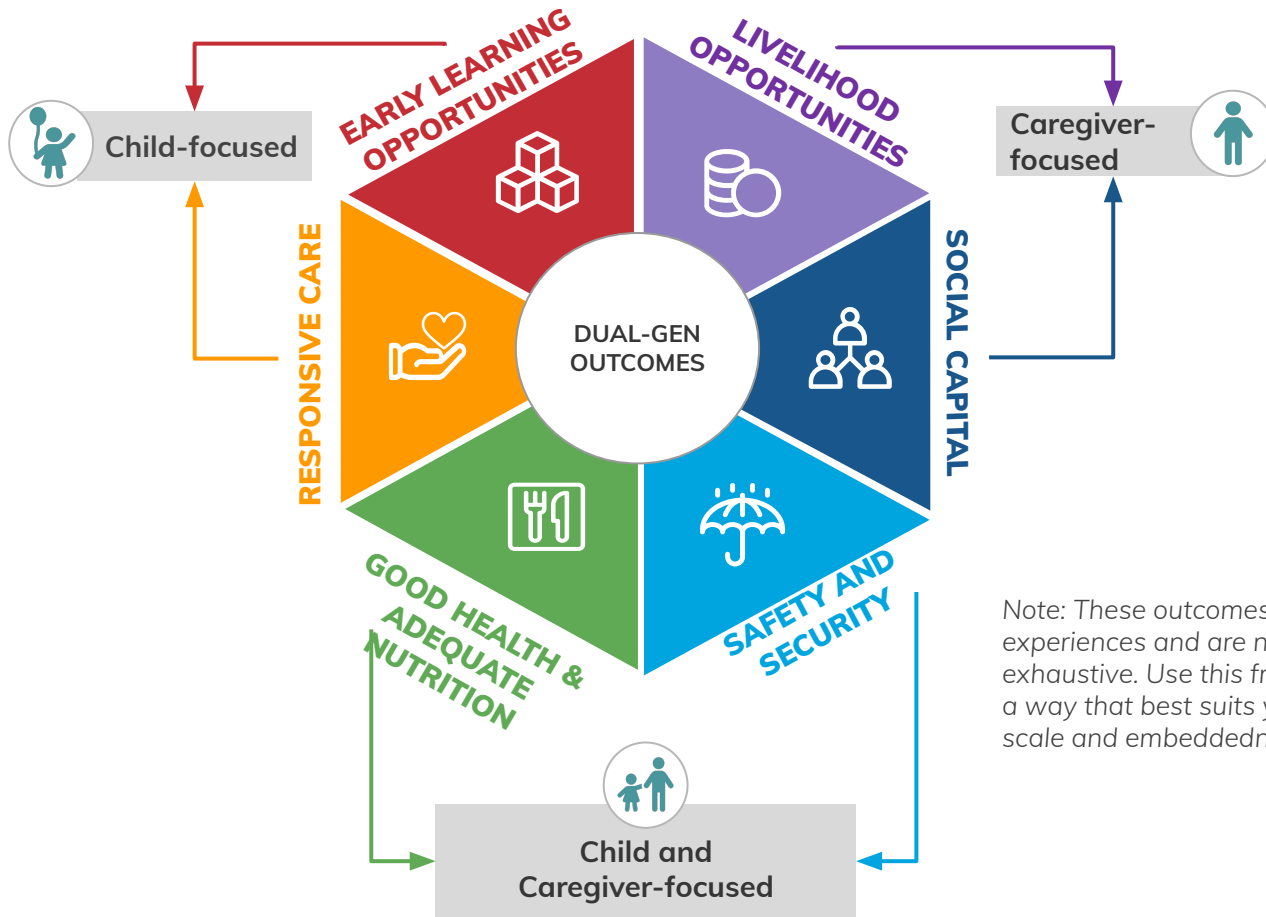 EARLY LEARNING
OPPORTUNITIES
LIVELIHOOD
OPPORTUNITIES
Child-focused
Caregiver-
focused
RESPONSIVE CARE
SOCIAL CAPITAL
DUAL-GEN
OUTCOMES
GOOD HEALTH &
ADEQUATE
NUTRITION
SAFETY AND
SECURITY
Note: These outcomes
experiences and are
exhaustive. Use this
a way that best suits
scale and
Child and
Caregiver-focused